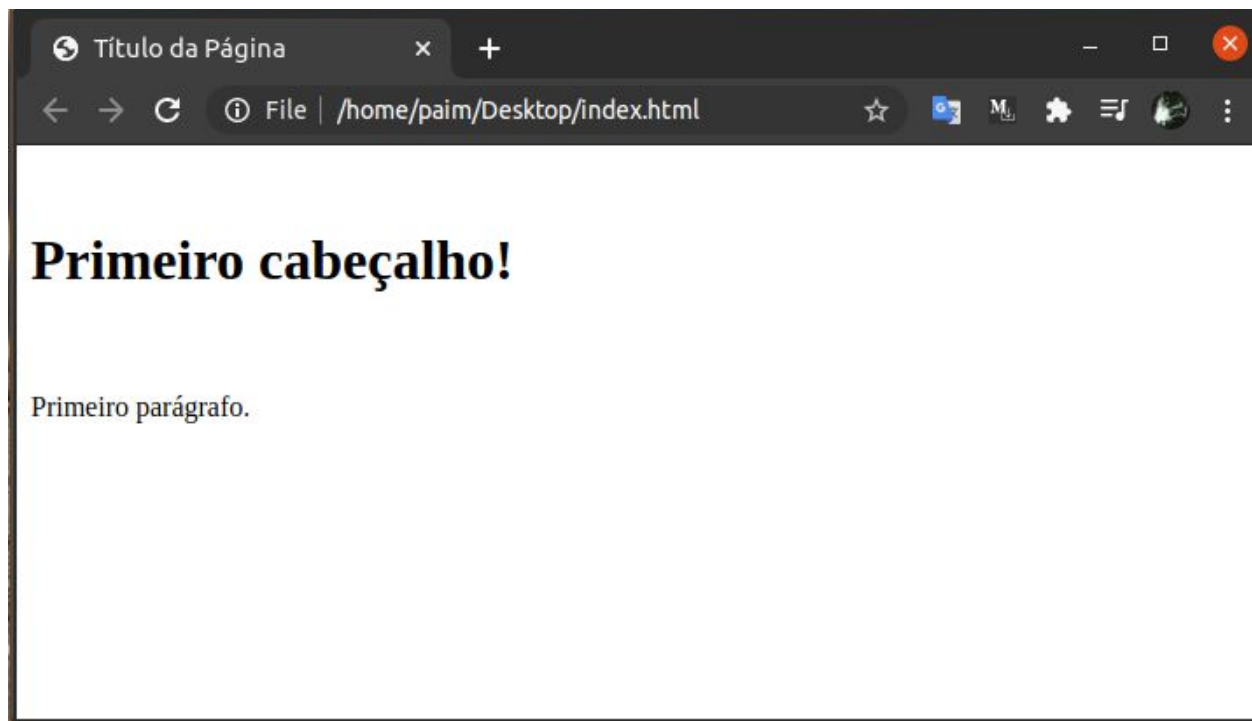 Título da Página
File | /home/paim/Desktop/index.html
Primeiro cabeçalho!
Primeiro parágrafo.